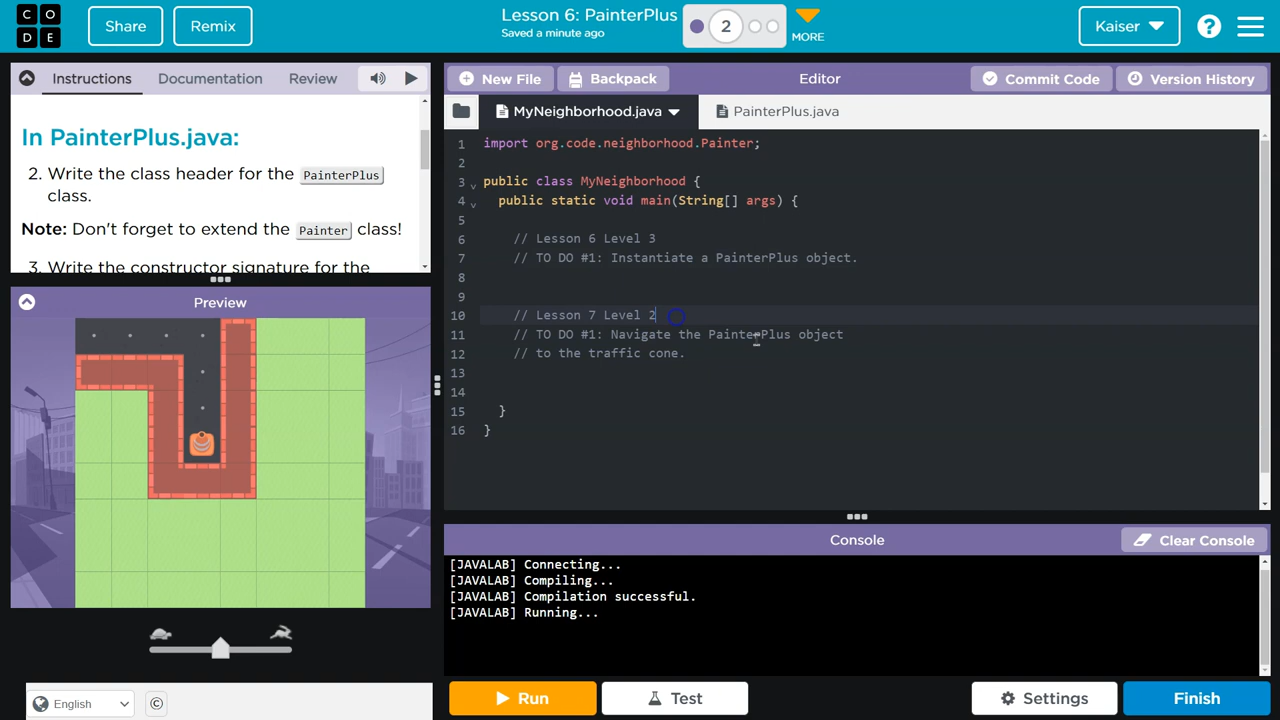 C O
D E
Share
Remix
Lesson 6: PainterPlus
Saved a minute ago
2
MORE
Kaiser
?
Instructions
Documentation
Review
New File
Backpack
Editor
Commit Code
Version History
MyNeighborhood.java
PainterPlus.java
In PainterPlus.java:
2. Write the class header for the PainterPlus
class.
Note: Don't forget to extend the Painter class!
3. Write the constructor signature for the
Preview
1 import org.code.neighborhood.Painter;
2
3 public class MyNeighborhood {
4 public static void main(String[] args) {
5
6 // Lesson 6 Level 3
7 // TO DO #1: Instantiate a PainterPlus object.
8
9
10 // Lesson 7 Level 2
11 // TO DO #1: Navigate the PainterPlus object
12 // to the traffic cone.
13
14
15 }
16 }
Console
Clear Console
[JAVALAB] Connecting...
[JAVALAB] Compiling...
[JAVALAB] Compilation successful.
[JAVALAB] Running...
English
©
Run
Test
Settings
Finish